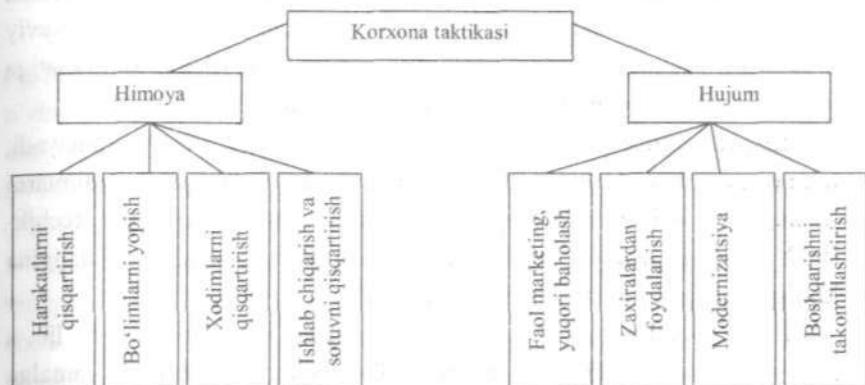 Korxona taktikasi
Himoya
Hujum
Harakatlarni
qisqartirish
Bo‘limlarni yopish
Xodimlarni
qisqartirish
Ishlab chiqarish va
sotuvni qisqartirish
Faol marketing,
yuqori baholash
Zaxiralardan
foydalanish
Modernizatsiya
Boshqarishni
takomillashtirish